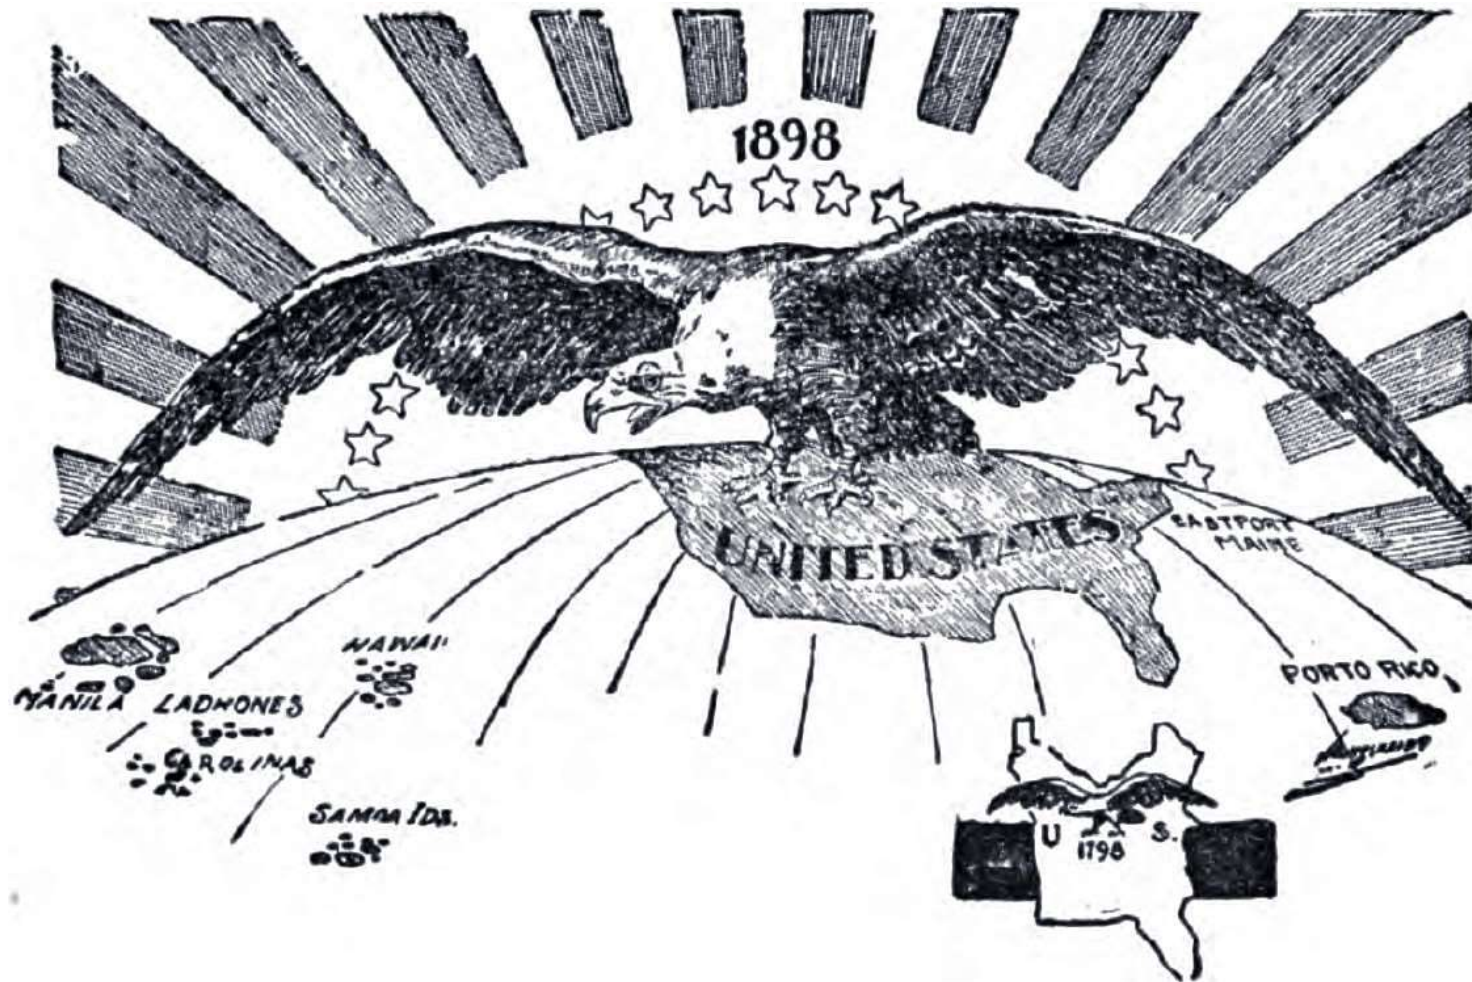 1898
UNITED STATES
EASTPORT
MAINE
HAWAII
MANILA
LADRONES
CAROLINAS
SAMOA IDS.
PORTO RICO
U S.
1798